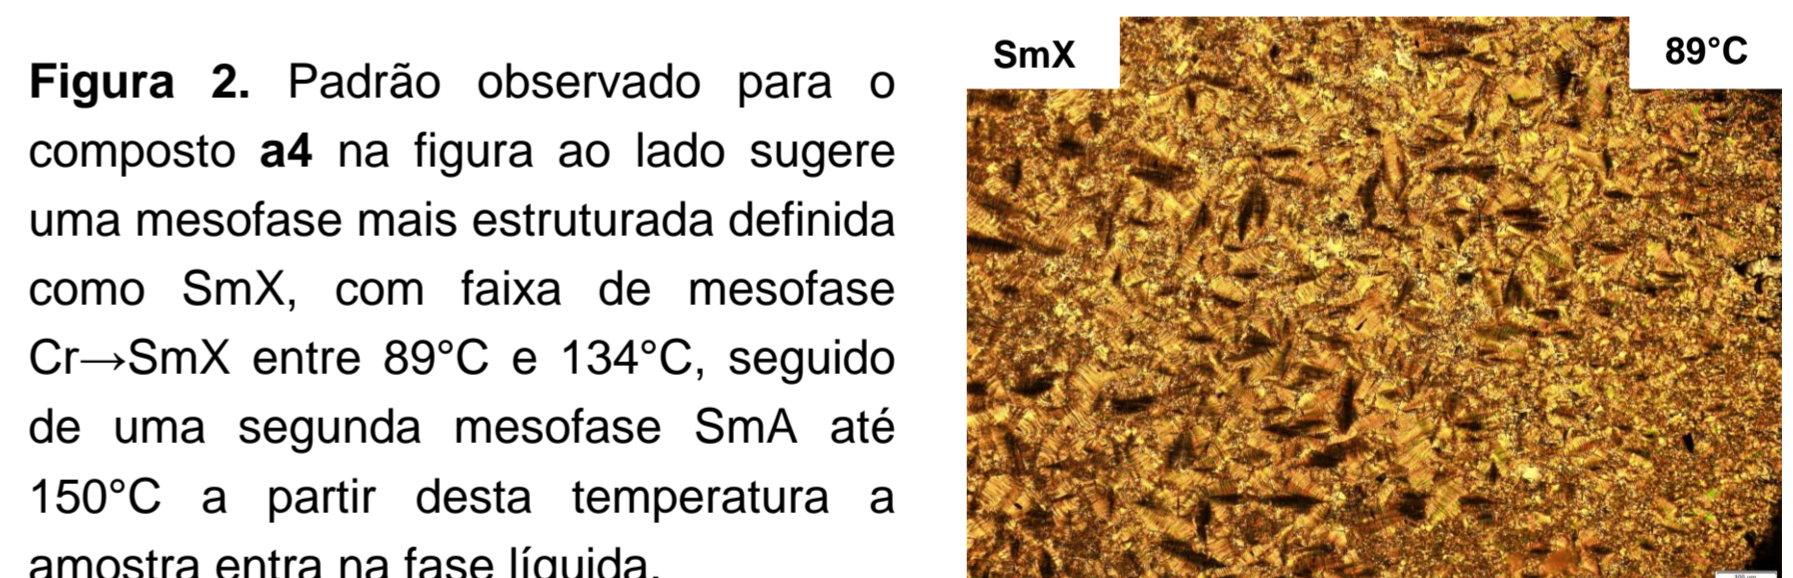 Figura 2. Padrão observado para o
composto a4 na figura ao lado sugere
uma mesofase mais estruturada definida
como SmX, com faixa de mesofase
Cr→SmX entre 89°C e 134°C, seguido
de uma segunda mesofase SmA até
150°C a partir desta temperatura a
amostra entra na fase líquida.
SmX
89°C